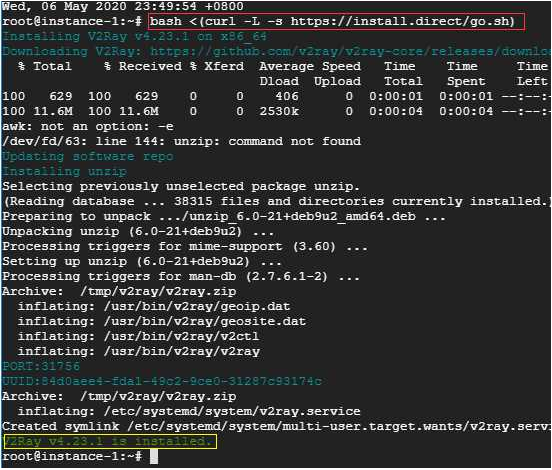 Wed, 06 May 2020 23:49:54 +0800
root@instance-1:~# bash <(curl -L -s https://install.direct/go.sh)
Installing V2Ray v4.23.1 on x86_64
Downloading V2Ray: https://github.com/v2ray/v2ray-core/releases/downloa
% Total % Received % Xferd Average Speed Time Time Time
Dload Upload Total Spent Left
100 629 100 629 0 0 406 0 0:00:01 0:00:01 --:--:--
100 11.6M 100 11.6M 0 0 2530k 0 0:00:04 0:00:04 --:--:--
awk: not an option: -e
/dev/fd/63: line 144: unzip: command not found
Updating software repo
Installing unzip
Selecting previously unselected package unzip.
(Reading database ... 38315 files and directories currently installed.)
Preparing to unpack .../unzip_6.0-21+deb9u2_amd64.deb ...
Unpacking unzip (6.0-21+deb9u2) ...
Processing triggers for mime-support (3.60) ...
Setting up unzip (6.0-21+deb9u2) ...
Processing triggers for man-db (2.7.6.1-2) ...
Archive: /tmp/v2ray/v2ray.zip
inflating: /usr/bin/v2ray/geoip.dat
inflating: /usr/bin/v2ray/geosite.dat
inflating: /usr/bin/v2ray/v2ctl
inflating: /usr/bin/v2ray/v2ray
PORT:31756
UUID:84d0aee4-fda1-49c2-9ce0-31287c93174c
Archive: /tmp/v2ray/v2ray.zip
inflating: /etc/systemd/system/v2ray.service
Created symlink /etc/systemd/system/multi-user.target.wants/v2ray.servi
V2Ray v4.23.1 is installed.
root@instance-1:~#